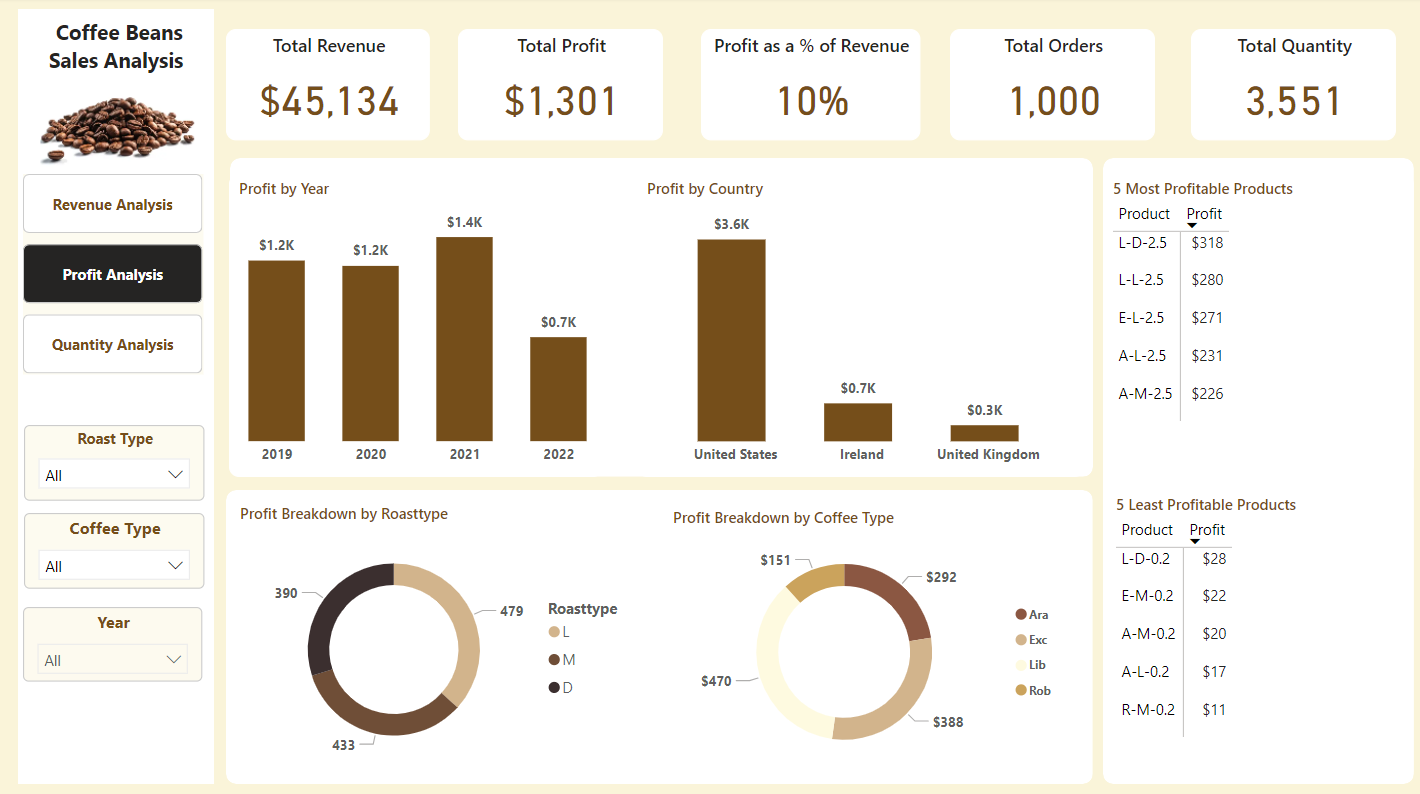 Coffee Beans
Sales Analysis
Revenue Analysis
Profit Analysis
Quantity Analysis
Roast Type
All
Coffee Type
All
Year
All
Total Revenue
$45,134
Total Profit
$1,301
Profit as a % of Revenue
10%
Total Orders
1,000
Total Quantity
3,551
Profit by Year
$1.2K
$1.2K
$1.4K
$0.7K
2019
2020
2021
2022
Profit by Country
$3.6K
$0.7K
$0.3K
United States
Ireland
United Kingdom
5 Most Profitable Products
Product Profit
L-D-2.5 $318
L-L-2.5 $280
E-L-2.5 $271
A-L-2.5 $231
A-M-2.5 $226
Profit Breakdown by Roasttype
390
479
433
Roasttype
L
M
D
Profit Breakdown by Coffee Type
$151
$292
$470
$388
Ara
Exc
Lib
Rob
5 Least Profitable Products
Product Profit
L-D-0.2 $28
E-M-0.2 $22
A-M-0.2 $20
A-L-0.2 $17
R-M-0.2 $11